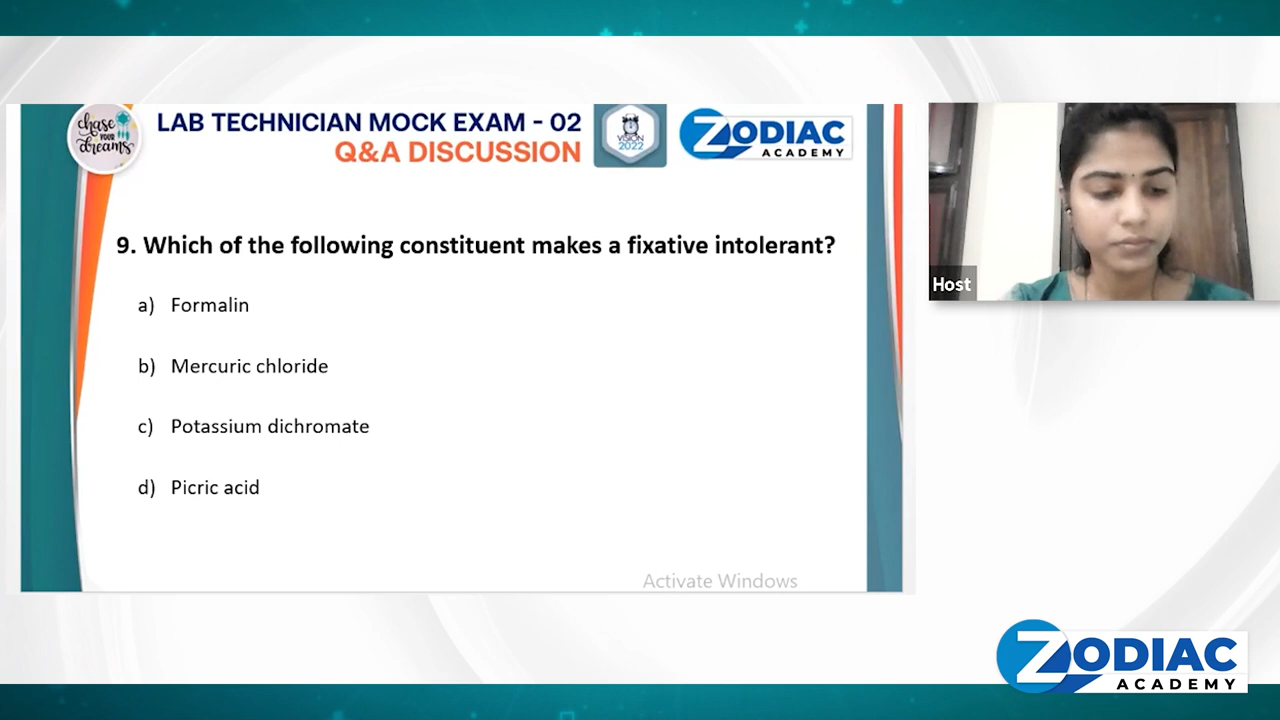 chase
YOUR
dreams
LAB TECHNICIAN MOCK EXAM - 02
Q&A DISCUSSION
VISION
2022
ZODIAC
ACADEMY
9. Which of the following constituent makes a fixative intolerant?
a) Formalin
b) Mercuric chloride
c) Potassium dichromate
d) Picric acid
Activate Windows
Host
ZODIAC
ACADEMY